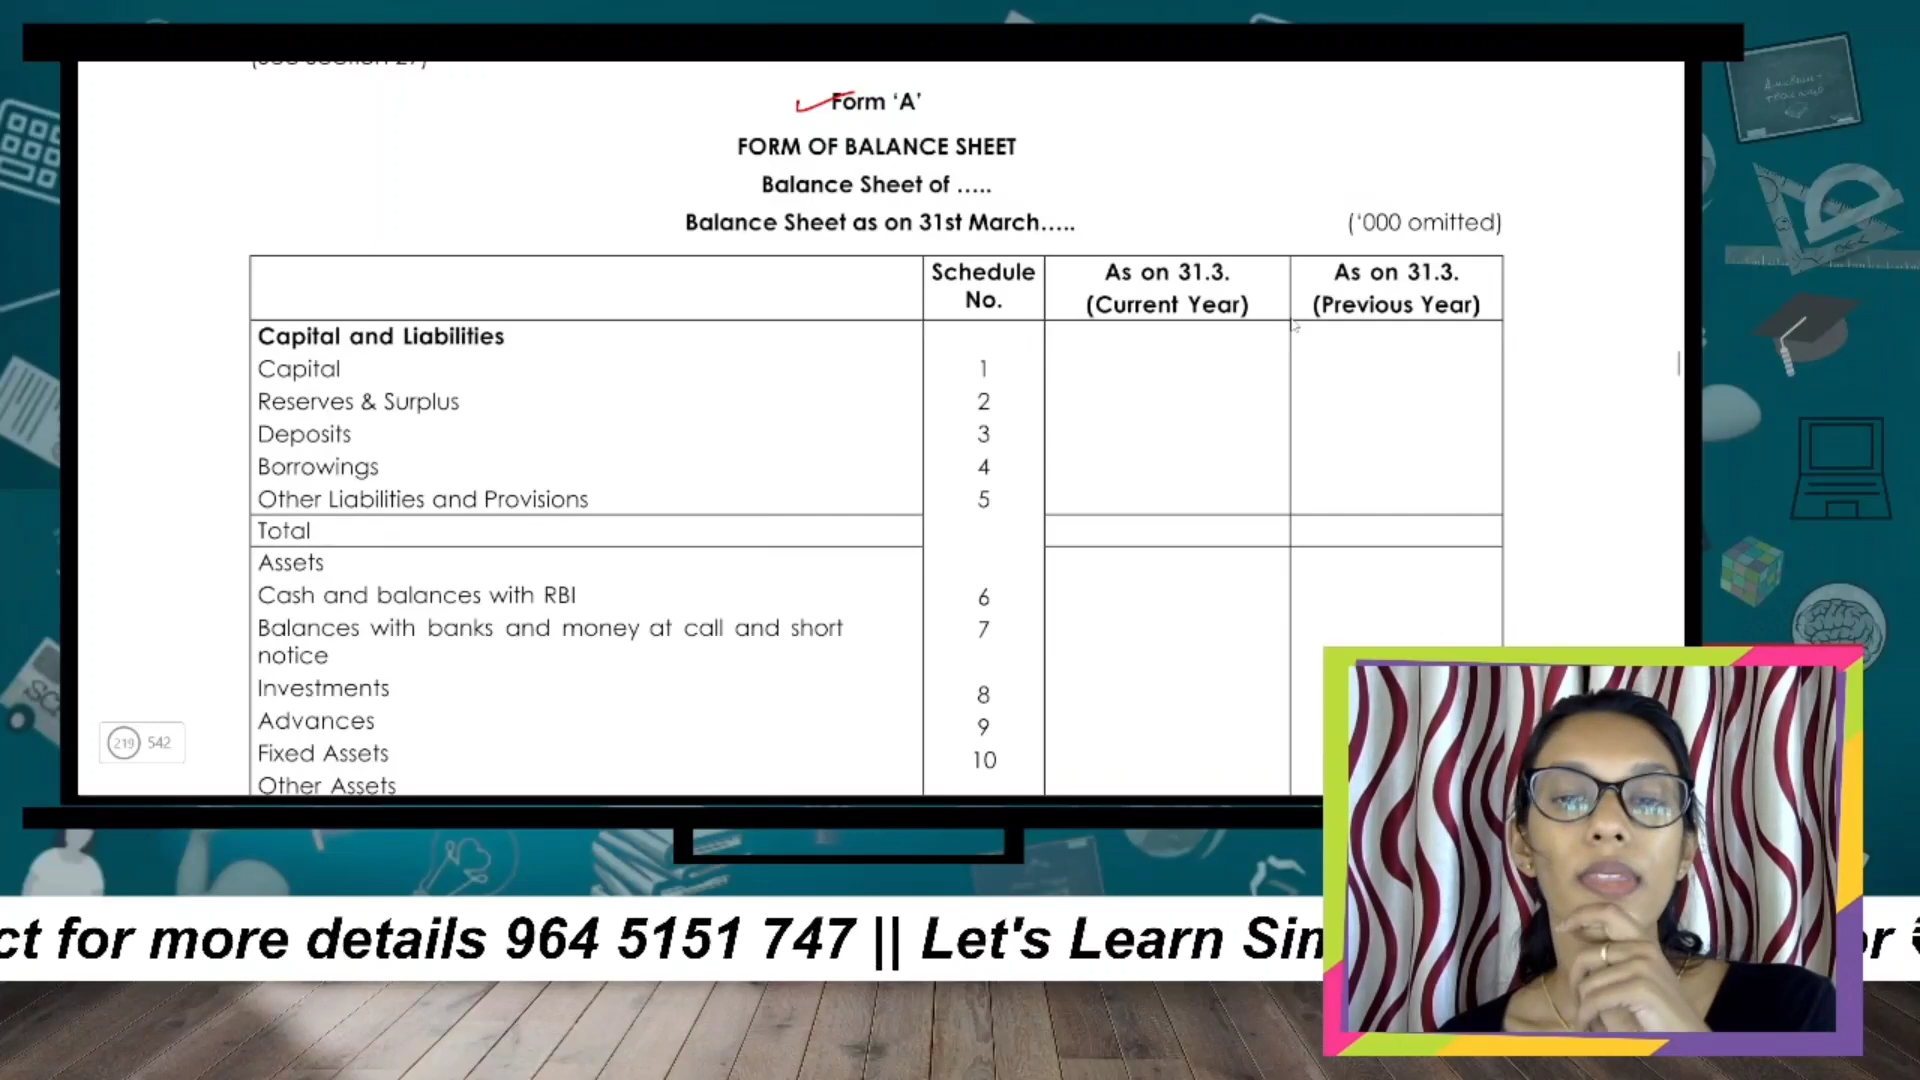 (See Section 29)
Form ‘A’
FORM OF BALANCE SHEET
Balance Sheet of .....
Balance Sheet as on 31st March.....
(‘000 omitted)
Schedule No.
As on 31.3. (Current Year)
As on 31.3. (Previous Year)
Capital and Liabilities
Capital 1
Reserves & Surplus 2
Deposits 3
Borrowings 4
Other Liabilities and Provisions 5
Total
Assets
Cash and balances with RBI 6
Balances with banks and money at call and short 7
notice
Investments 8
Advances 9
Fixed Assets 10
Other Assets
219 542
ct for more details 964 5151 747 || Let's Learn Sim